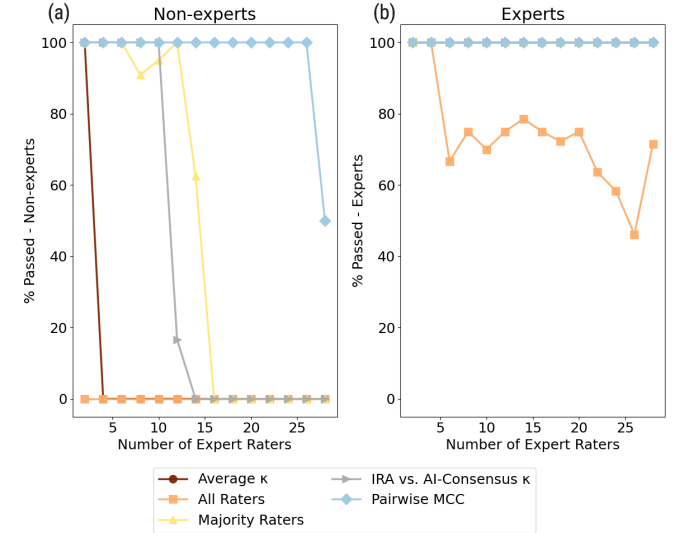 (a)
Non-experts
100
80
60
40
20
0
% Passed - Non-experts
5 10 15 20 25
Number of Expert Raters
(b)
Experts
100
80
60
40
20
0
% Passed - Experts
5 10 15 20 25
Number of Expert Raters
Average κ
All Raters
Majority Raters
IRA vs. AI-Consensus κ
Pairwise MCC